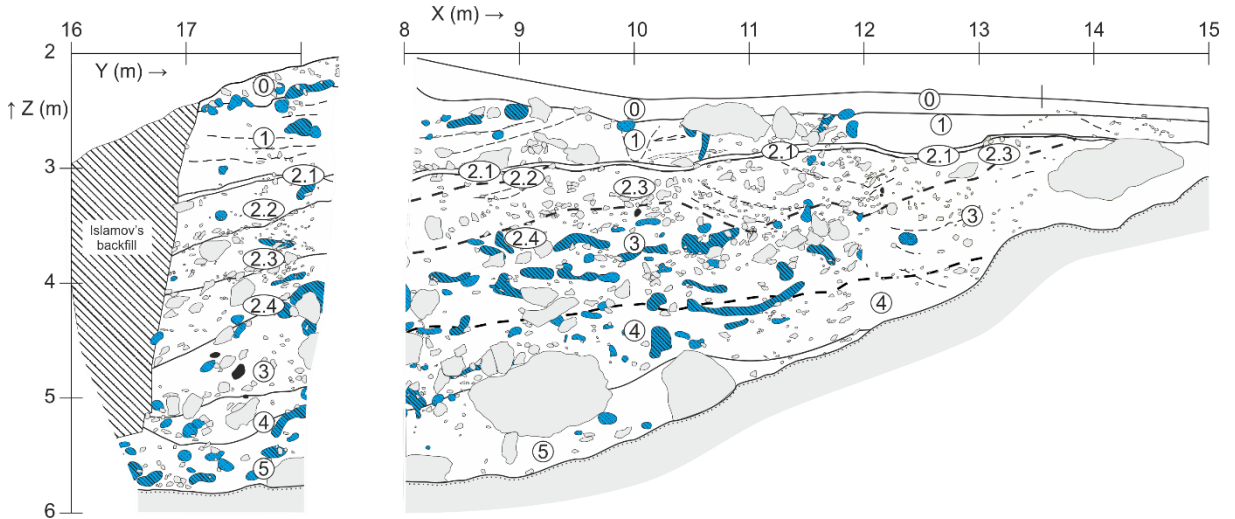 X (m) →
16 17 8 9 10 11 12 13 14 15
2
Y (m) →
↑ Z (m)
3
4
5
6
Islamov's
backfill
0
1
2.1
2.2
2.3
2.4
3
4
5
0 0
1 1
2.1 2.2 2.1 2.1 2.3
2.3
2.4 3 3
4 4
5